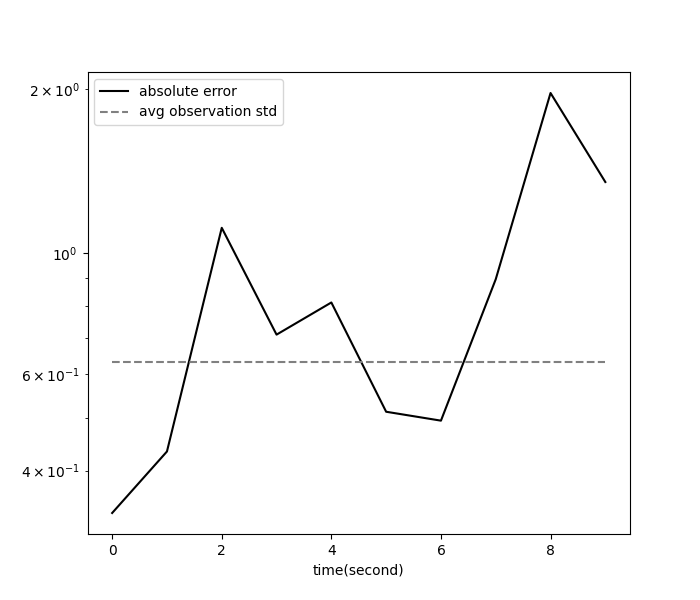 absolute error
avg observation std
2 × 10⁰
10⁰
6 × 10⁻¹
4 × 10⁻¹
0 2 4 6 8
time(second)